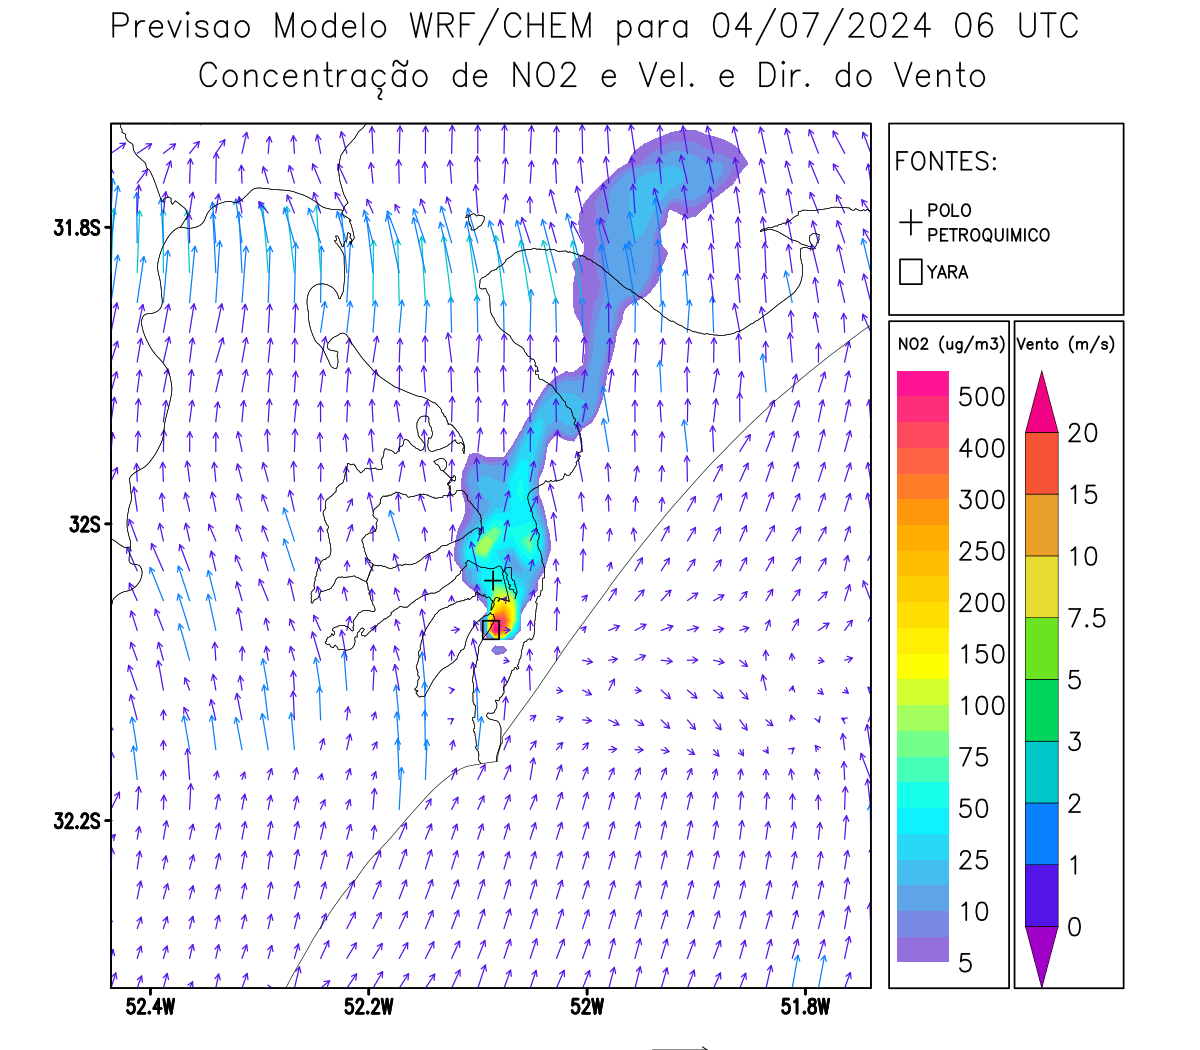 Previsao Modelo WRF/CHEM para 04/07/2024 06 UTC
Concentração de NO2 e Vel. e Dir. do Vento
FONTES:
POLO
PETROQUIMICO
YARA
NO2 (ug/m3)
500
400
300
250
200
150
100
75
50
25
10
5
Vento (m/s)
20
15
10
7.5
5
3
2
1
0
31.8S
32S
32.2S
52.4W
52.2W
52W
51.8W